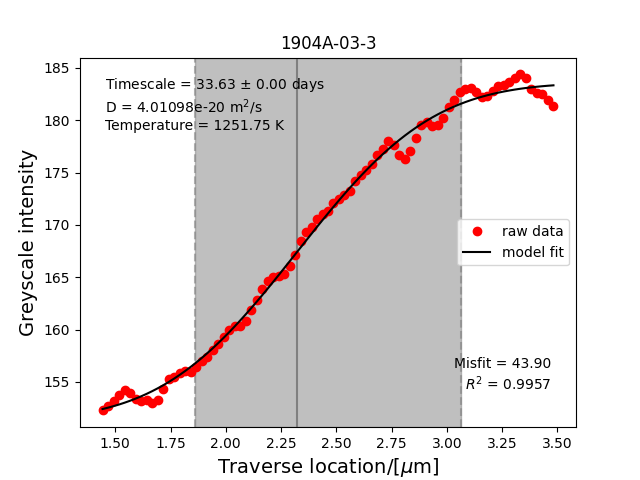 1904A-03-3
Timescale = 33.63 ± 0.00 days
D = 4.01098e-20 m²/s
Temperature = 1251.75 K
185
180
175
170
165
160
155
Greyscale intensity
raw data
model fit
Misfit = 43.90
R² = 0.9957
1.50 1.75 2.00 2.25 2.50 2.75 3.00 3.25 3.50
Traverse location/[μm]